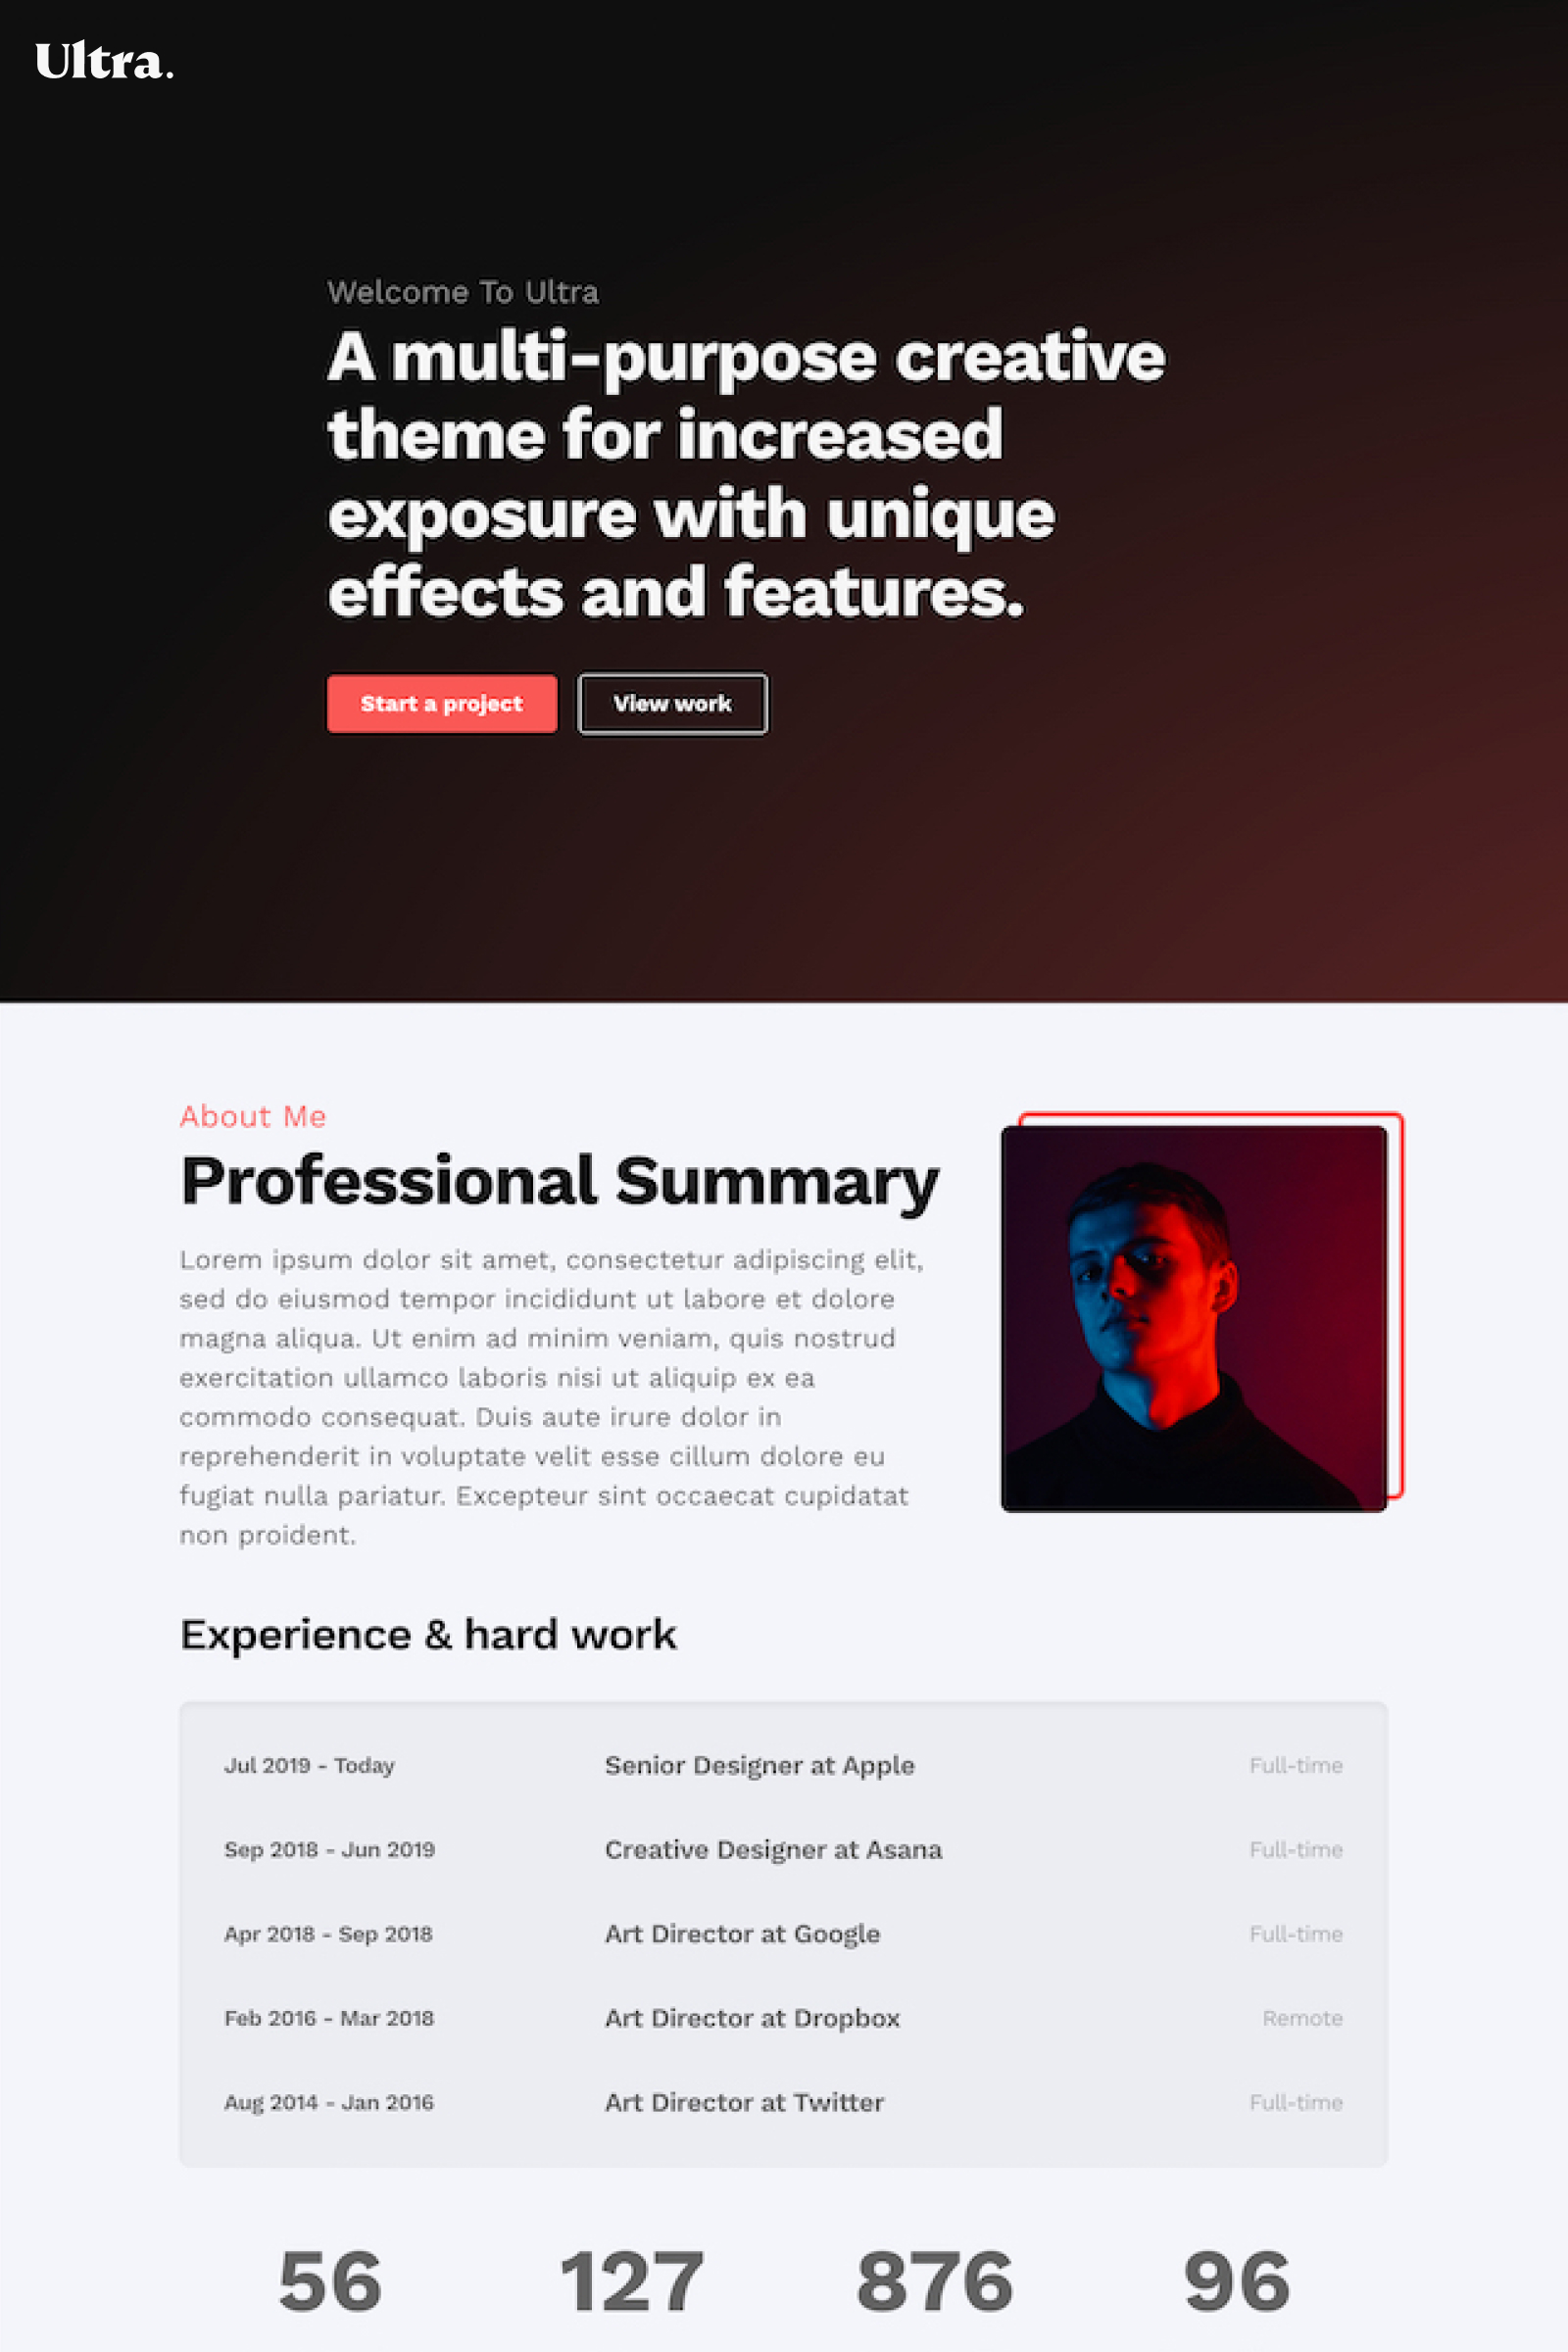 Ultra.
Welcome To Ultra
A multi-purpose creative
theme for increased
exposure with unique
effects and features.
Start a project
View work
About Me
Professional Summary
Lorem ipsum dolor sit amet, consectetur adipiscing elit,
sed do eiusmod tempor incididunt ut labore et dolore
magna aliqua. Ut enim ad minim veniam, quis nostrud
exercitation ullamco laboris nisi ut aliquip ex ea
commodo consequat. Duis aute irure dolor in
reprehenderit in voluptate velit esse cillum dolore eu
fugiat nulla pariatur. Excepteur sint occaecat cupidatat
non proident.
Experience & hard work
Jul 2019 - Today Senior Designer at Apple Full-time
Sep 2018 - Jun 2019 Creative Designer at Asana Full-time
Apr 2018 - Sep 2018 Art Director at Google Full-time
Feb 2016 - Mar 2018 Art Director at Dropbox Remote
Aug 2014 - Jan 2016 Art Director at Twitter Full-time
56 127 876 96